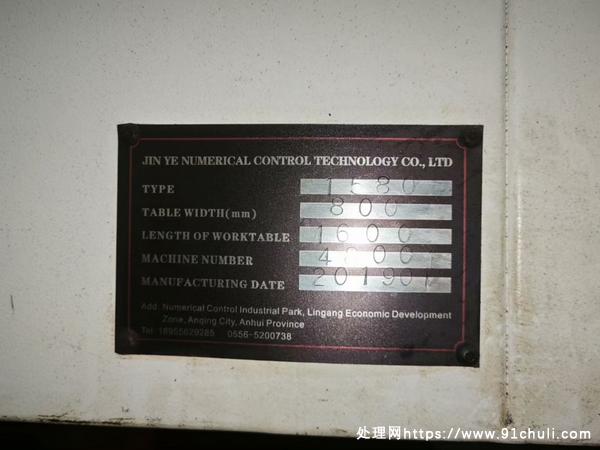 JIN YE NUMERICAL CONTROL TECHNOLOGY CO., LTD
TYPE 1580
TABLE WIDTH(mm) 800
LENGTH OF WORKTABLE 1600
MACHINE NUMBER
MANUFACTURING DATE 201901
Add: Numerical Control Industrial Park, Lingang Economic Development
Zone, Anqing City, Anhui Province
Tel: 18955629285 0556-5200738
处理网https://www.91chuli.com